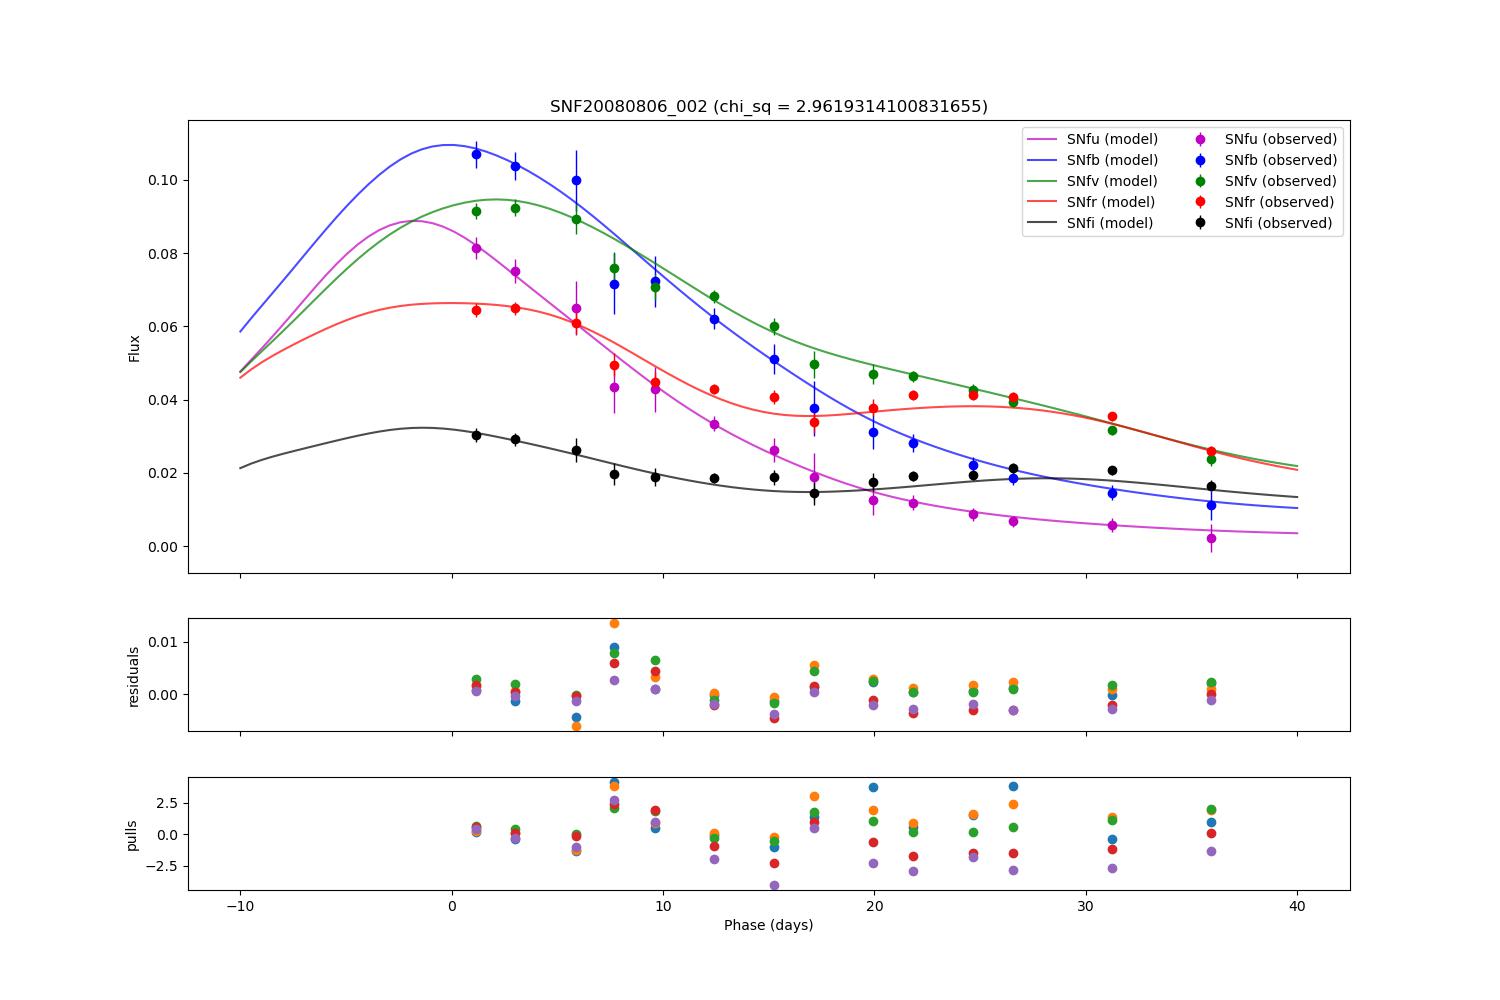 SNF20080806_002 (chi_sq = 2.9619314100831655)
SNfu (model) SNfu (observed)
SNfb (model) SNfb (observed)
SNfv (model) SNfv (observed)
SNfr (model) SNfr (observed)
SNfi (model) SNfi (observed)
Flux
0.10
0.08
0.06
0.04
0.02
0.00
residuals
0.01
0.00
pulls
2.5
0.0
−2.5
−10 0 10 20 30 40
Phase (days)